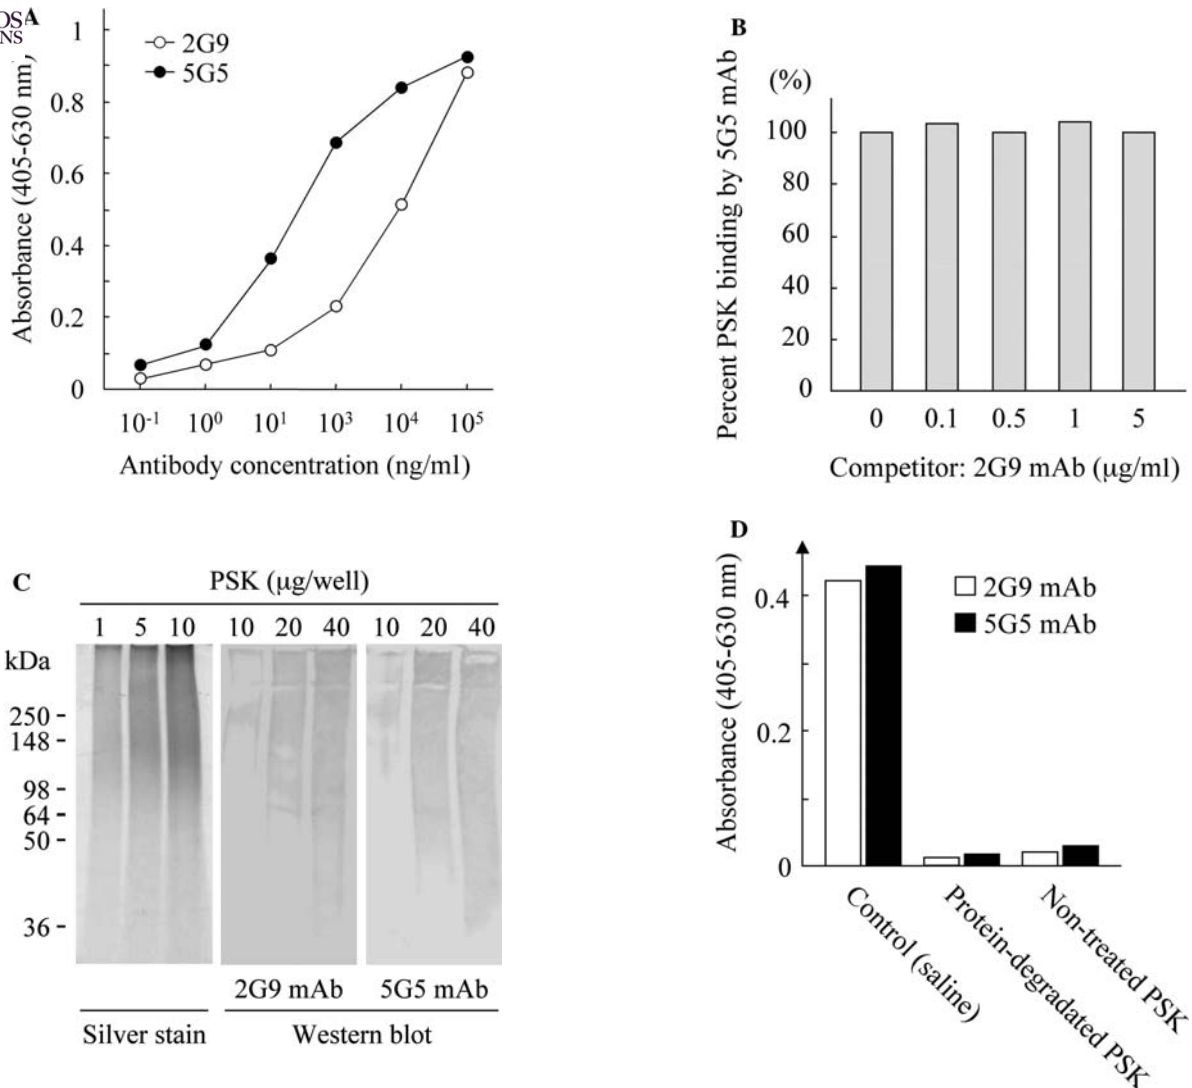 OS
NS
A
1
0.8
0.6
0.4
0.2
0
Absorbance (405-630 nm)
2G9
5G5
10⁻¹ 10⁰ 10¹ 10³ 10⁴ 10⁵
Antibody concentration (ng/ml)
B
(%)
100
80
60
40
20
0
Percent PSK binding by 5G5 mAb
0 0.1 0.5 1 5
Competitor: 2G9 mAb (μg/ml)
C
PSK (μg/well)
1 5 10 10 20 40 10 20 40
kDa
250 -
148 -
98 -
64 -
50 -
36 -
2G9 mAb 5G5 mAb
Silver stain Western blot
D
0.4
0.2
0
Absorbance (405-630 nm)
2G9 mAb
5G5 mAb
Control (saline)
Protein-degradated PSK
Non-treated PSK